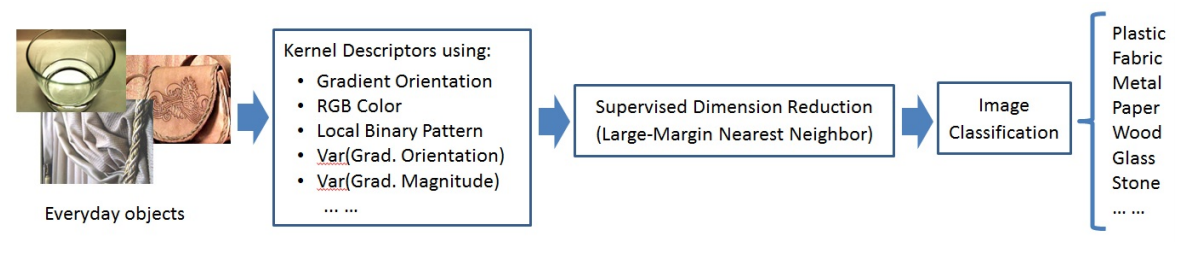 Everyday objects
Kernel Descriptors using:
• Gradient Orientation
• RGB Color
• Local Binary Pattern
• Var(Grad. Orientation)
• Var(Grad. Magnitude)
... ...
Supervised Dimension Reduction
(Large-Margin Nearest Neighbor)
Image
Classification
Plastic
Fabric
Metal
Paper
Wood
Glass
Stone
... ...